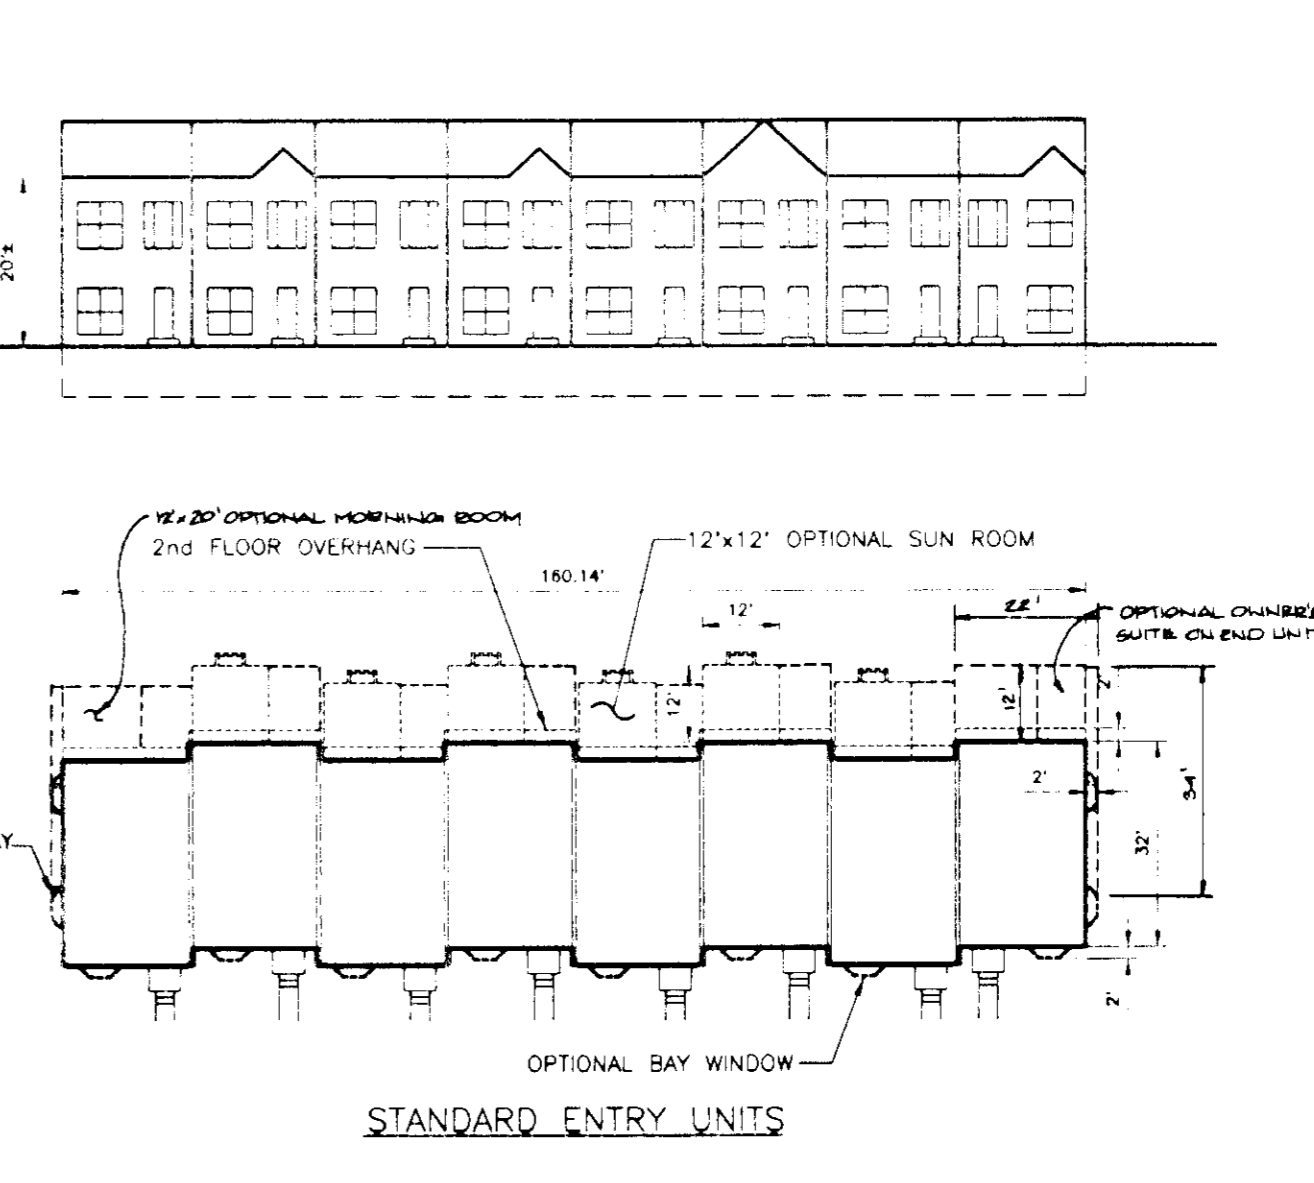 20'±
12'x20' OPTIONAL MORNING ROOM
2nd FLOOR OVERHANG
12'x12' OPTIONAL SUN ROOM
160.14'
12'
22'
OPTIONAL OWNER'S
SUITE ON END UNIT
12'
12'
2'
2'
34'
32'
Y
2'
OPTIONAL BAY WINDOW
STANDARD ENTRY UNITS